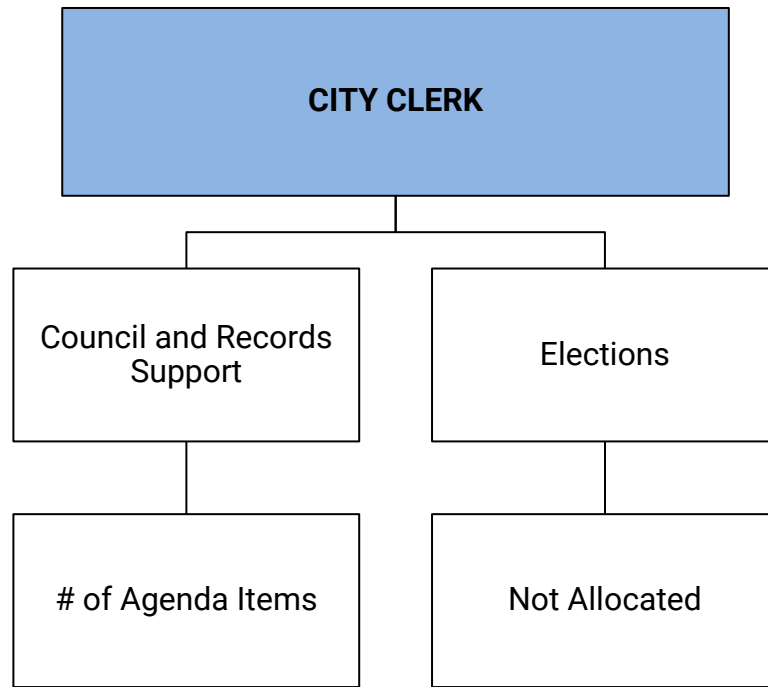 CITY CLERK
Council and Records
Support
Elections
# of Agenda Items
Not Allocated